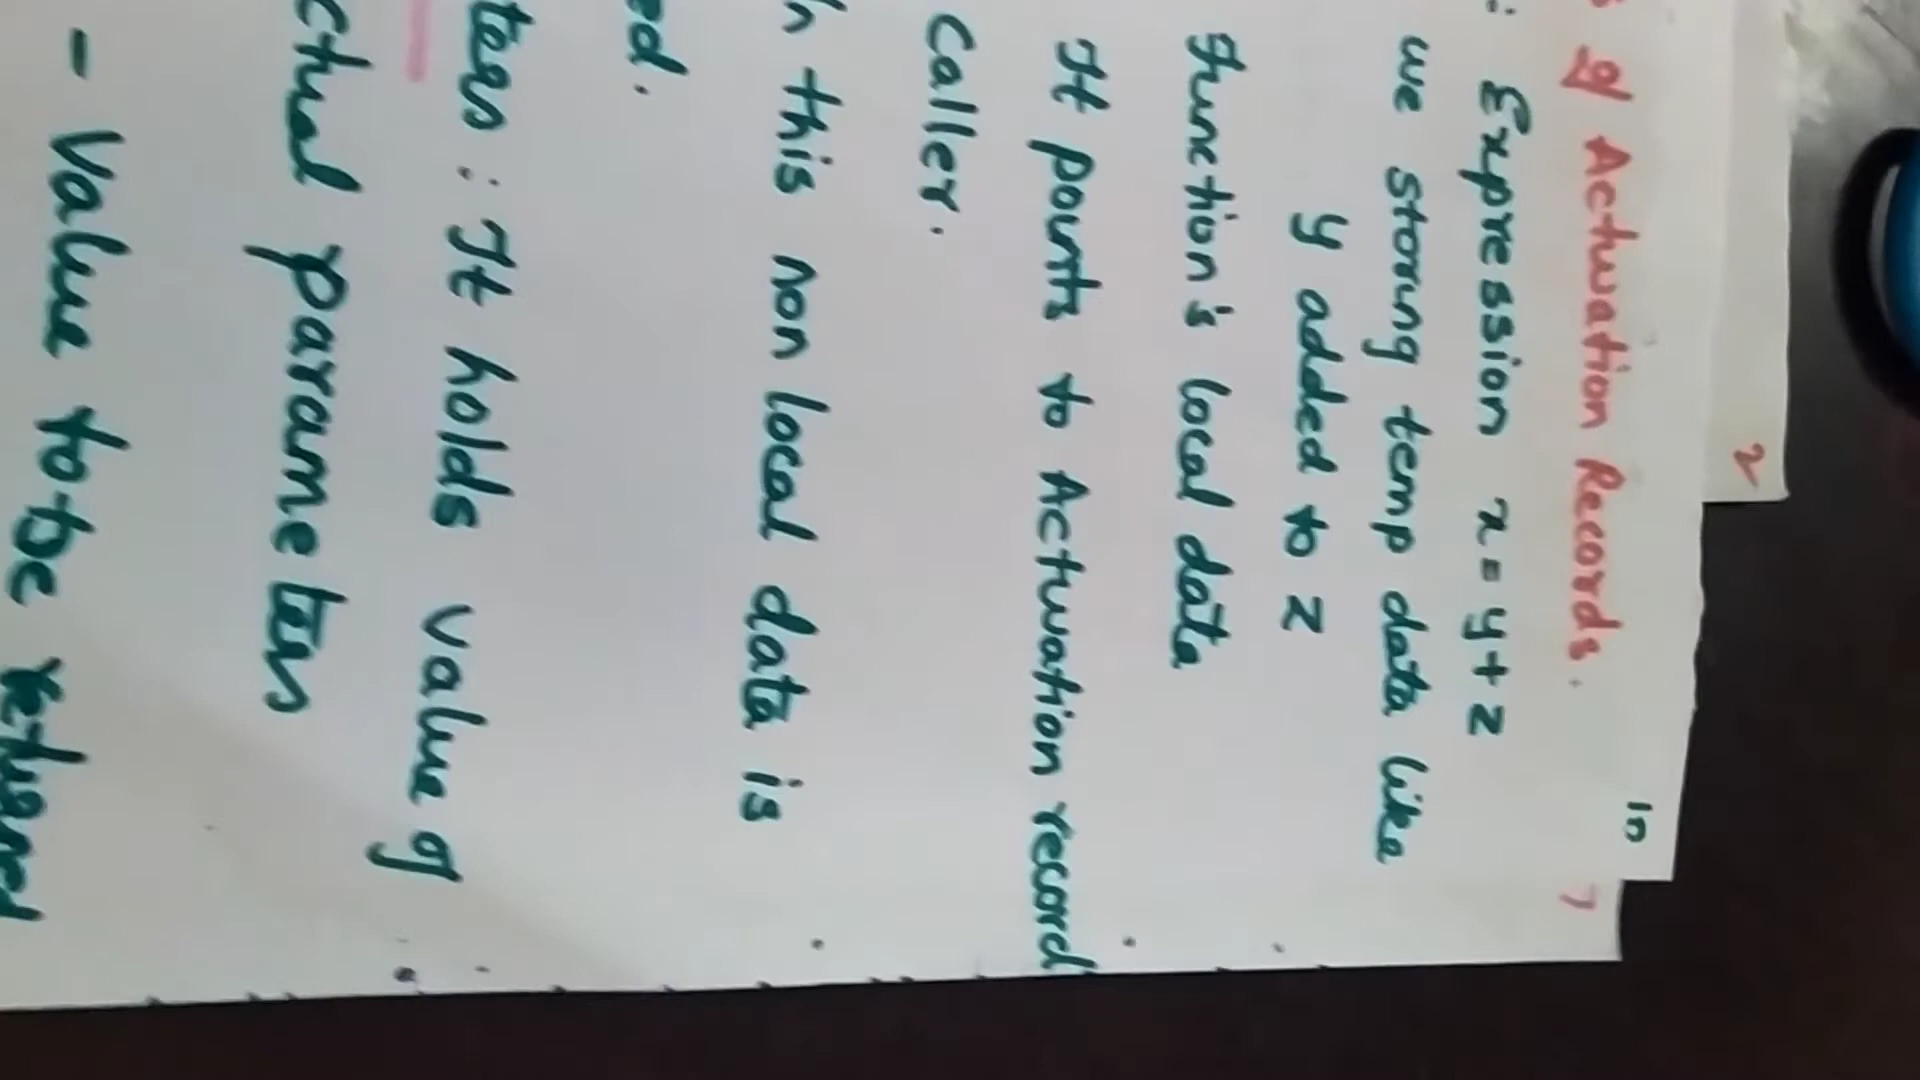 2
in
of Activation Records.
: Expression x = y + z
we storing temp data like
y added to z
Function's local data
It points to Activation record
Caller.
this non local data is
ed.
ters : It holds value of
ctual parameters
- Value to be returned